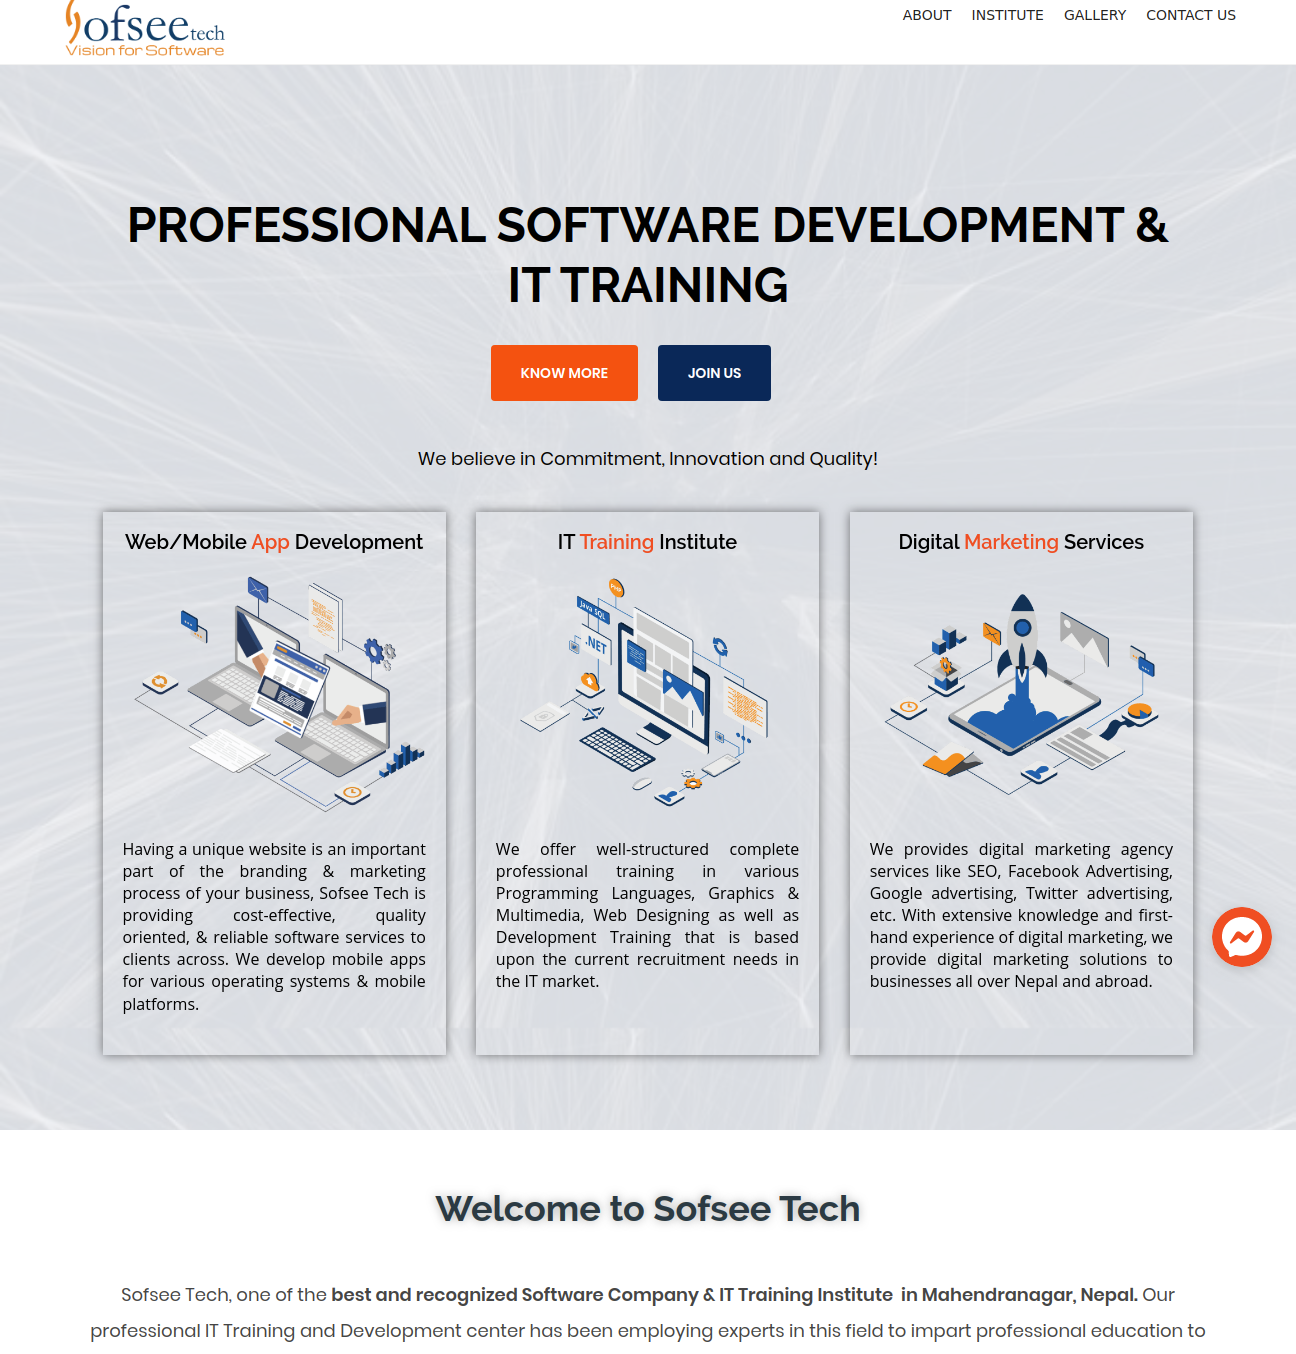 Sofsee tech
Vision for Software
ABOUT INSTITUTE GALLERY CONTACT US
PROFESSIONAL SOFTWARE DEVELOPMENT &
IT TRAINING
KNOW MORE JOIN US
We believe in Commitment, Innovation and Quality!
Web/Mobile App Development
Having a unique website is an important
part of the branding & marketing
process of your business, Sofsee Tech is
providing cost-effective, quality
oriented, & reliable software services to
clients across. We develop mobile apps
for various operating systems & mobile
platforms.
IT Training Institute
Java SQL
.NET
We offer well-structured complete
professional training in various
Programming Languages, Graphics &
Multimedia, Web Designing as well as
Development Training that is based
upon the current recruitment needs in
the IT market.
Digital Marketing Services
We provides digital marketing agency
services like SEO, Facebook Advertising,
Google advertising, Twitter advertising,
etc. With extensive knowledge and first-
hand experience of digital marketing, we
provide digital marketing solutions to
businesses all over Nepal and abroad.
Welcome to Sofsee Tech
Sofsee Tech, one of the best and recognized Software Company & IT Training Institute in Mahendranagar, Nepal. Our
professional IT Training and Development center has been employing experts in this field to impart professional education to